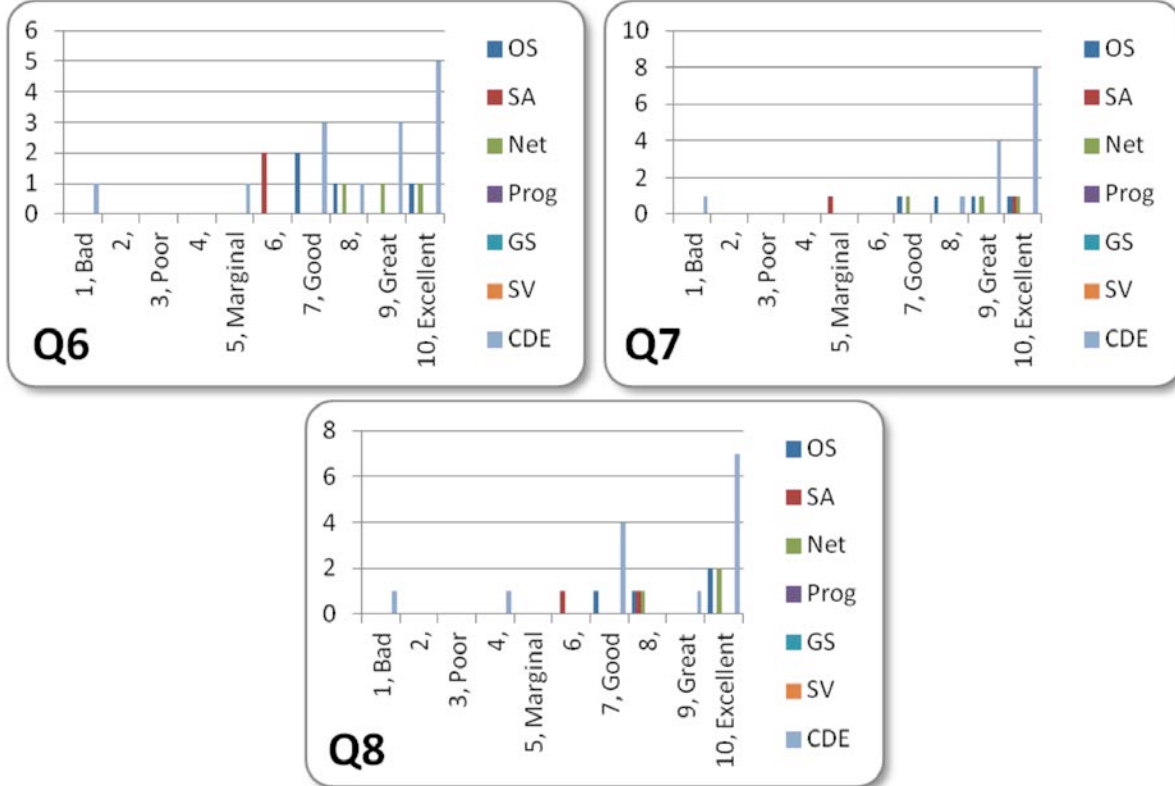 6
5
4
3
2
1
0
1, Bad
2,
3, Poor
4,
5, Marginal
6,
7, Good
8,
9, Great
10, Excellent
OS
SA
Net
Prog
GS
SV
CDE
Q6
10
8
6
4
2
0
1, Bad
2,
3, Poor
4,
5, Marginal
6,
7, Good
8,
9, Great
10, Excellent
OS
SA
Net
Prog
GS
SV
CDE
Q7
8
6
4
2
0
1, Bad
2,
3, Poor
4,
5, Marginal
6,
7, Good
8,
9, Great
10, Excellent
OS
SA
Net
Prog
GS
SV
CDE
Q8